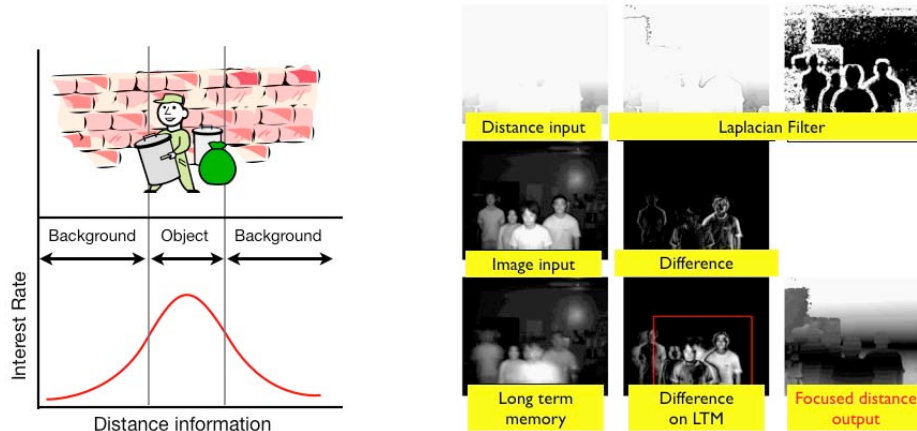 Background
Object
Background
Interest Rate
Distance information
Distance input
Laplacian Filter
Image input
Difference
Long term
memory
Difference
on LTM
Focused distance
output